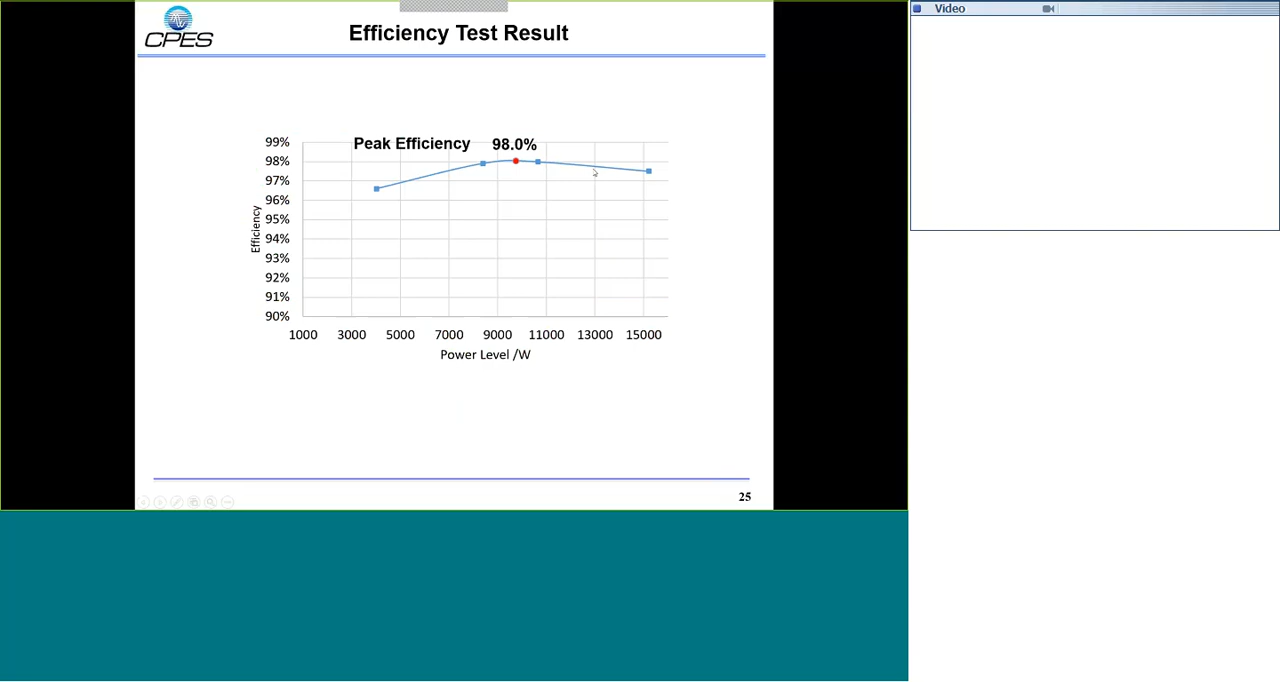 CPES
Efficiency Test Result
Video
Peak Efficiency 98.0%
99%
98%
97%
96%
95%
94%
93%
92%
91%
90%
Efficiency
1000 3000 5000 7000 9000 11000 13000 15000
Power Level /W
25